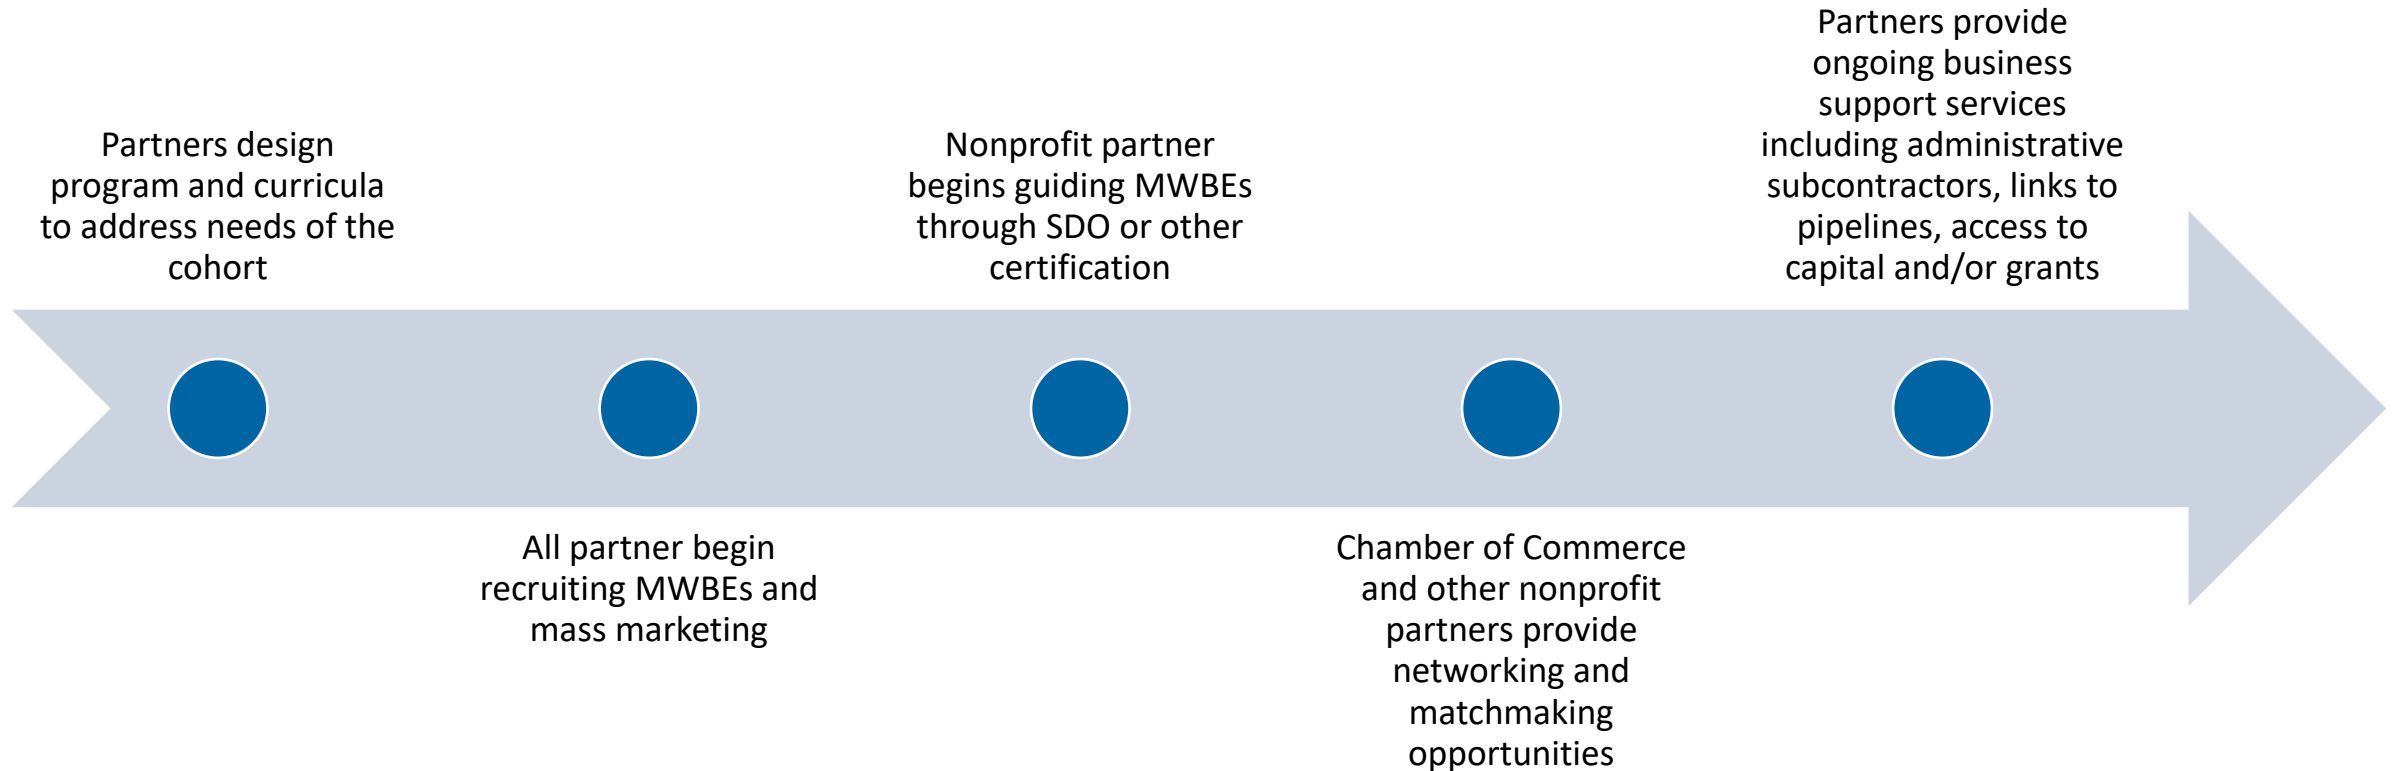 Partners design
program and curricula
to address needs of the
cohort
All partner begin
recruiting MWBEs and
mass marketing
Nonprofit partner
begins guiding MWBEs
through SDO or other
certification
Chamber of Commerce
and other nonprofit
partners provide
networking and
matchmaking
opportunities
Partners provide
ongoing business
support services
including administrative
subcontractors, links to
pipelines, access to
capital and/or grants